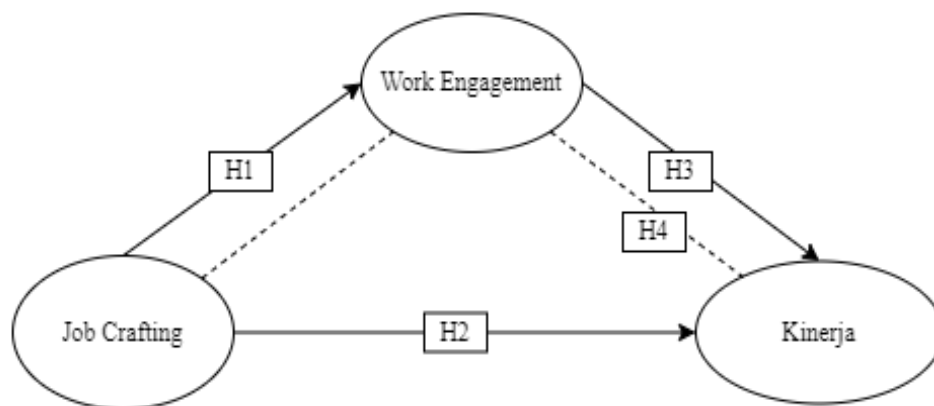 Work Engagement
H1
H3
H4
Job Crafting
H2
Kinerja